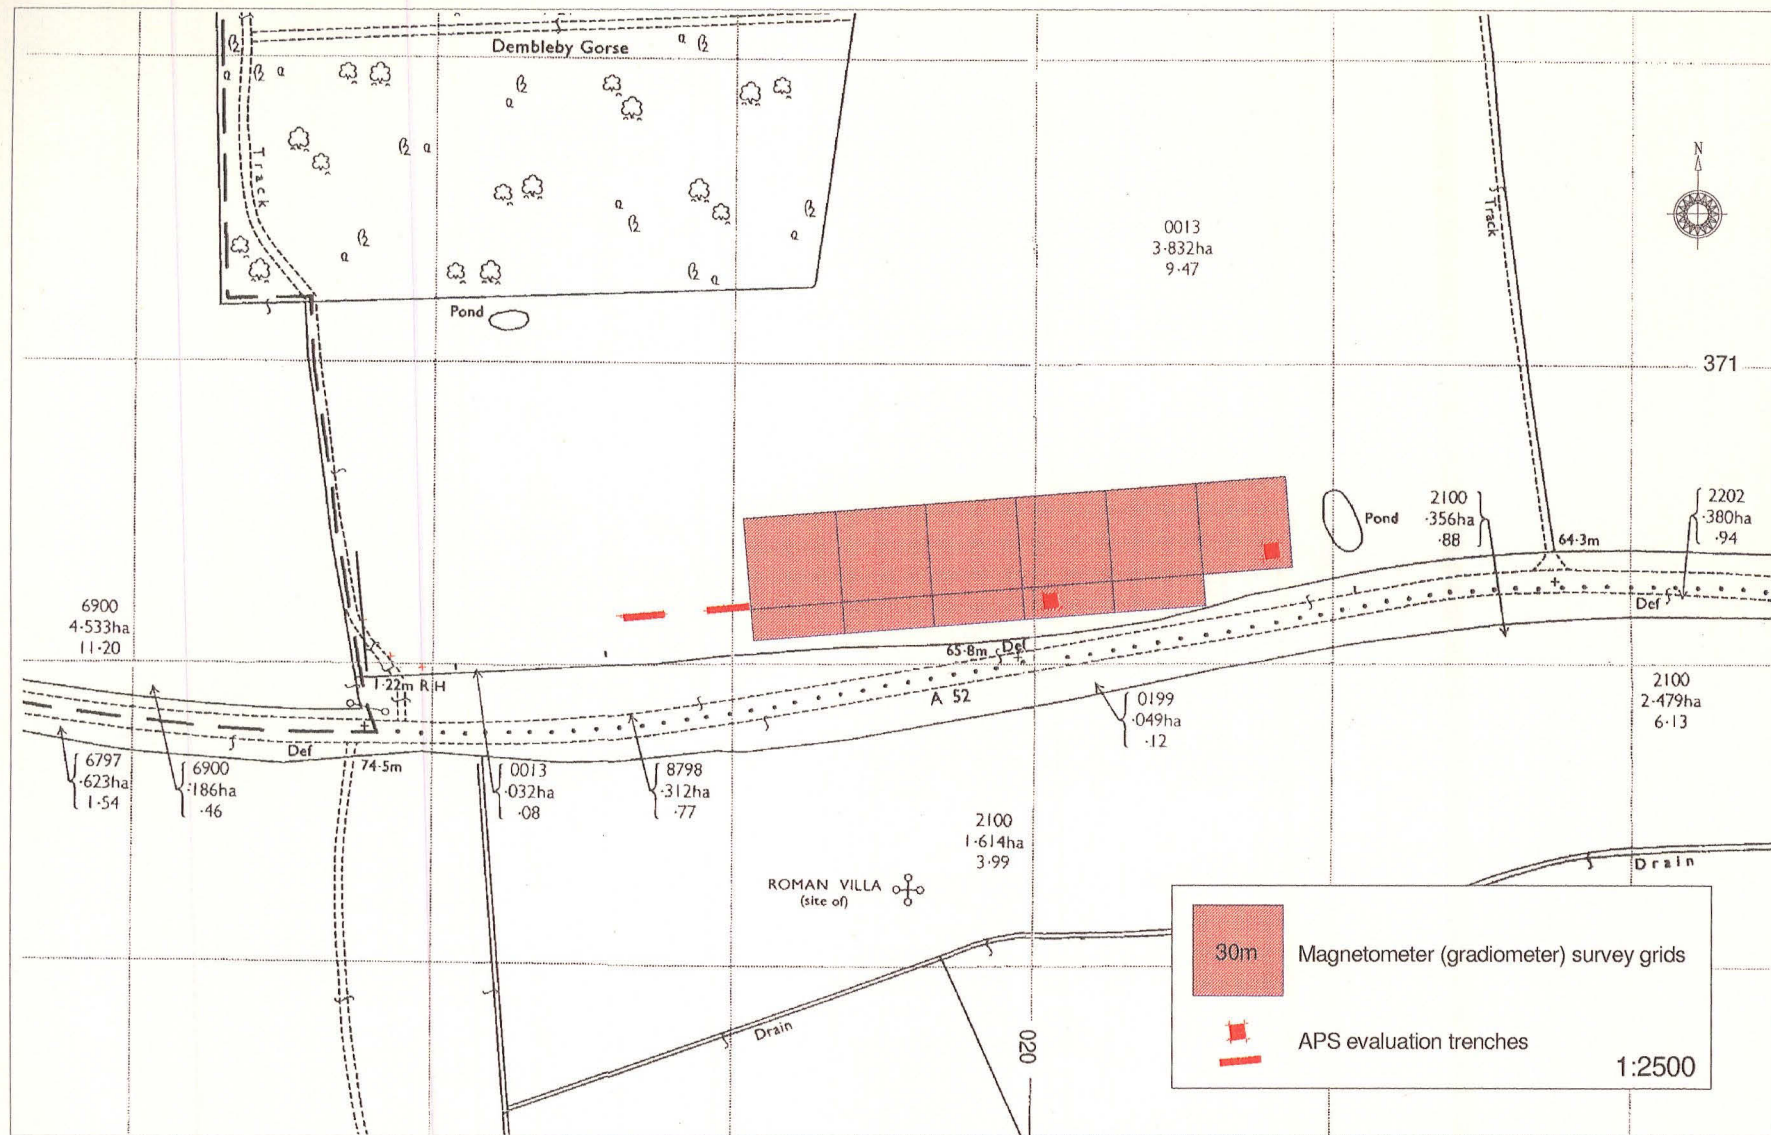 Dembleby Gorse
Track
Track
N
0013
3·832ha
9·47
Pond
371
2100
·356ha
·88
Pond
2202
·380ha
·94
64·3m
Def
6900
4·533ha
11·20
65·8m
Def
1·22m R H
A 52
0199
·049ha
·12
2100
2·479ha
6·13
Def
74·5m
6797
·623ha
1·54
6900
·186ha
·46
0013
·032ha
·08
8798
·312ha
·77
2100
1·614ha
3·99
ROMAN VILLA
(site of)
Drain
Drain
020
30m
Magnetometer (gradiometer) survey grids
APS evaluation trenches
1:2500